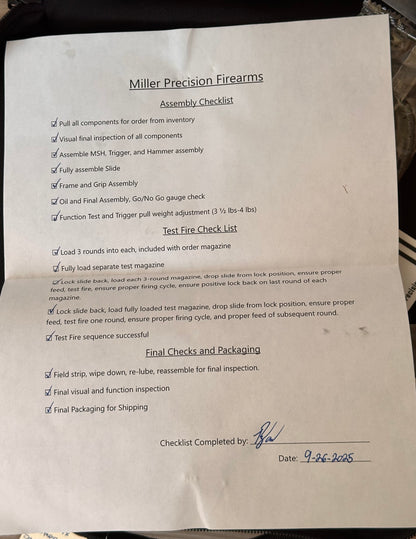 Miller Precision Firearms
Assembly Checklist
☑ Pull all components for order from inventory
☑ Visual final inspection of all components
☑ Assemble MSH, Trigger, and Hammer assembly
☑ Fully assemble Slide
☑ Frame and Grip Assembly
☑ Oil and Final Assembly, Go/No Go gauge check
☑ Function Test and Trigger pull weight adjustment (3 ½ lbs-4 lbs)
Test Fire Check List
☑ Load 3 rounds into each, included with order magazine
☑ Fully load separate test magazine
☑ Lock slide back, load each 3-round magazine, drop slide from lock position, ensure proper
feed, test fire, ensure proper firing cycle, ensure positive lock back on last round of each
magazine.
☑ Lock slide back, load fully loaded test magazine, drop slide from lock position, ensure proper
feed, test fire one round, ensure proper firing cycle, and proper feed of subsequent round.
☑ Test Fire sequence successful
Final Checks and Packaging
☑ Field strip, wipe down, re-lube, reassemble for final inspection.
☑ Final visual and function inspection
☑ Final Packaging for Shipping
Checklist Completed by:
Date: 9-26-2025